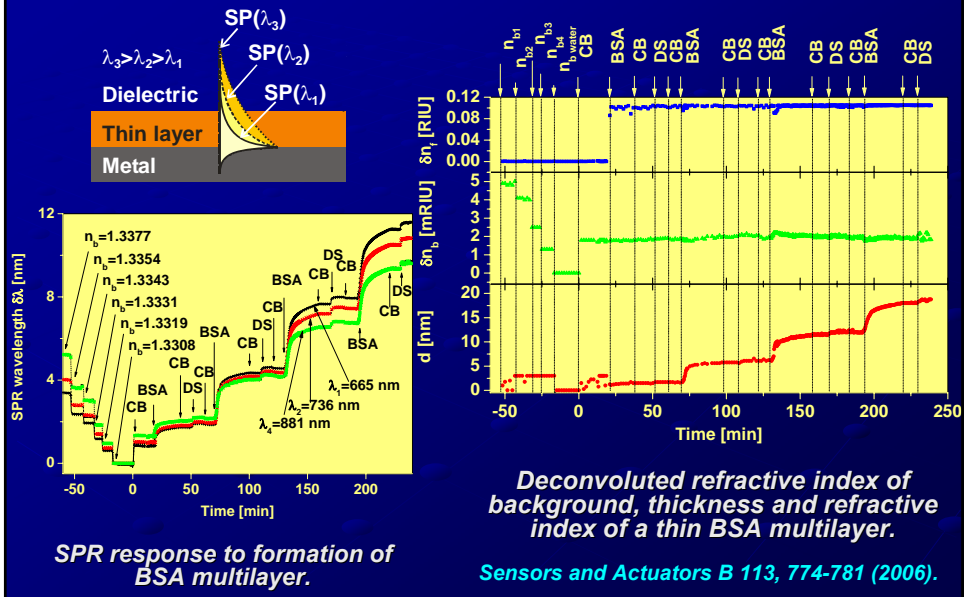 SP(λ3)
λ3>λ2>λ1
SP(λ2)
Dielectric
SP(λ1)
Thin layer
Metal
12
8
4
0
SPR wavelength δλ [nm]
nb=1.3377
nb=1.3354
nb=1.3343
nb=1.3331
nb=1.3319
nb=1.3308
CB
BSA
CB
DS
CB
BSA
CB
DS
CB
BSA
CB
DS
CB
BSA
CB
DS
λ1=665 nm
λ2=736 nm
λ4=881 nm
-50 0 50 100 150 200
Time [min]
SPR response to formation of
BSA multilayer.
nb1
nb2
nb3
nb4
nb water
CB
BSA
CB
DS
CB
BSA
CB
DS
CB
BSA
CB
DS
CB
BSA
CB
DS
0.12
0.08
0.04
0.00
δnf [RIU]
5
4
3
2
1
0
δnb [mRIU]
20
15
10
5
0
d [nm]
-50 0 50 100 150 200 250
Time [min]
Deconvoluted refractive index of
background, thickness and refractive
index of a thin BSA multilayer.
Sensors and Actuators B 113, 774-781 (2006).